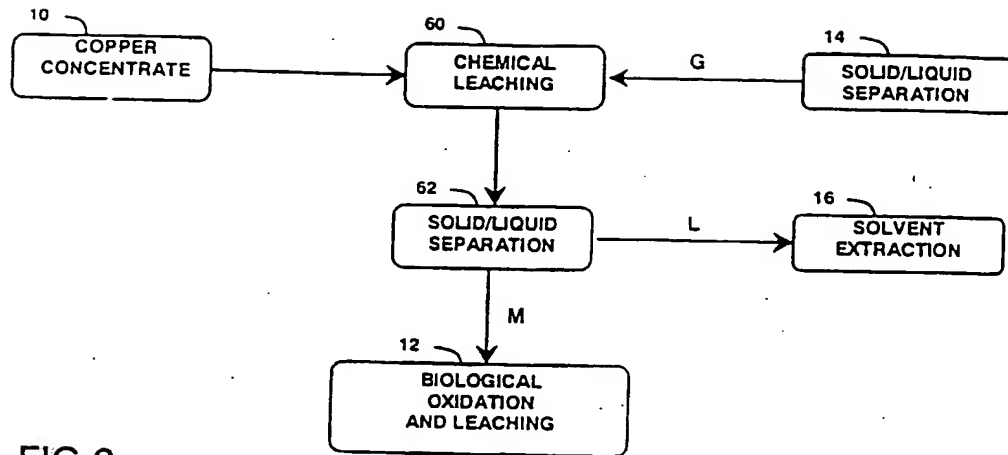 10
COPPER
CONCENTRATE
60
CHEMICAL
LEACHING
G
14
SOLID/LIQUID
SEPARATION
62
SOLID/LIQUID
SEPARATION
L
16
SOLVENT
EXTRACTION
M
12
BIOLOGICAL
OXIDATION
AND LEACHING